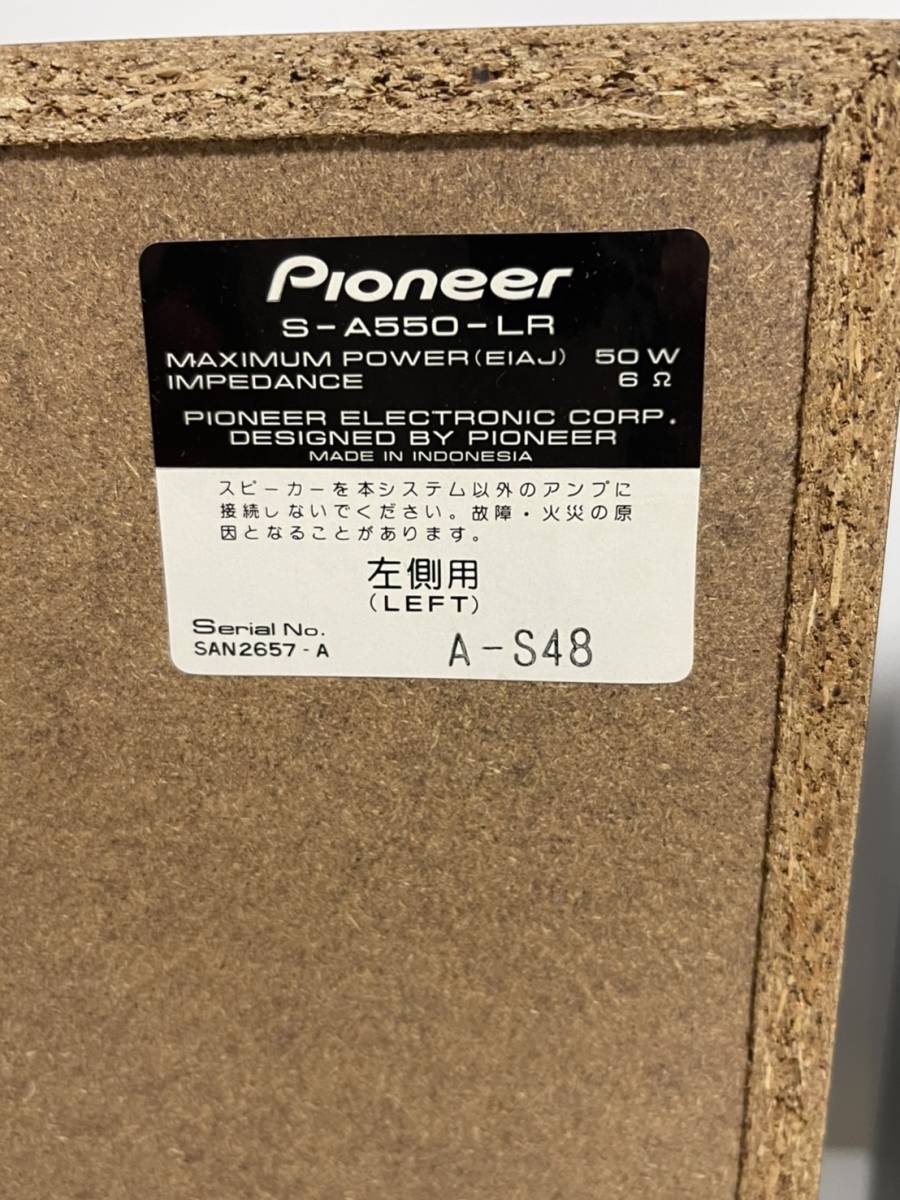 Pioneer
S-A550-LR
MAXIMUM POWER(EIAJ) 50 W
IMPEDANCE 6 Ω
PIONEER ELECTRONIC CORP.
DESIGNED BY PIONEER
MADE IN INDONESIA
スピーカーを本システム以外のアンプに
接続しないでください。故障・火災の原
因となることがあります。
左側用
(LEFT)
Serial No.
SAN2657-A A-S48